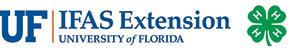 UF IFAS Extension
UNIVERSITY of FLORIDA
H H H H